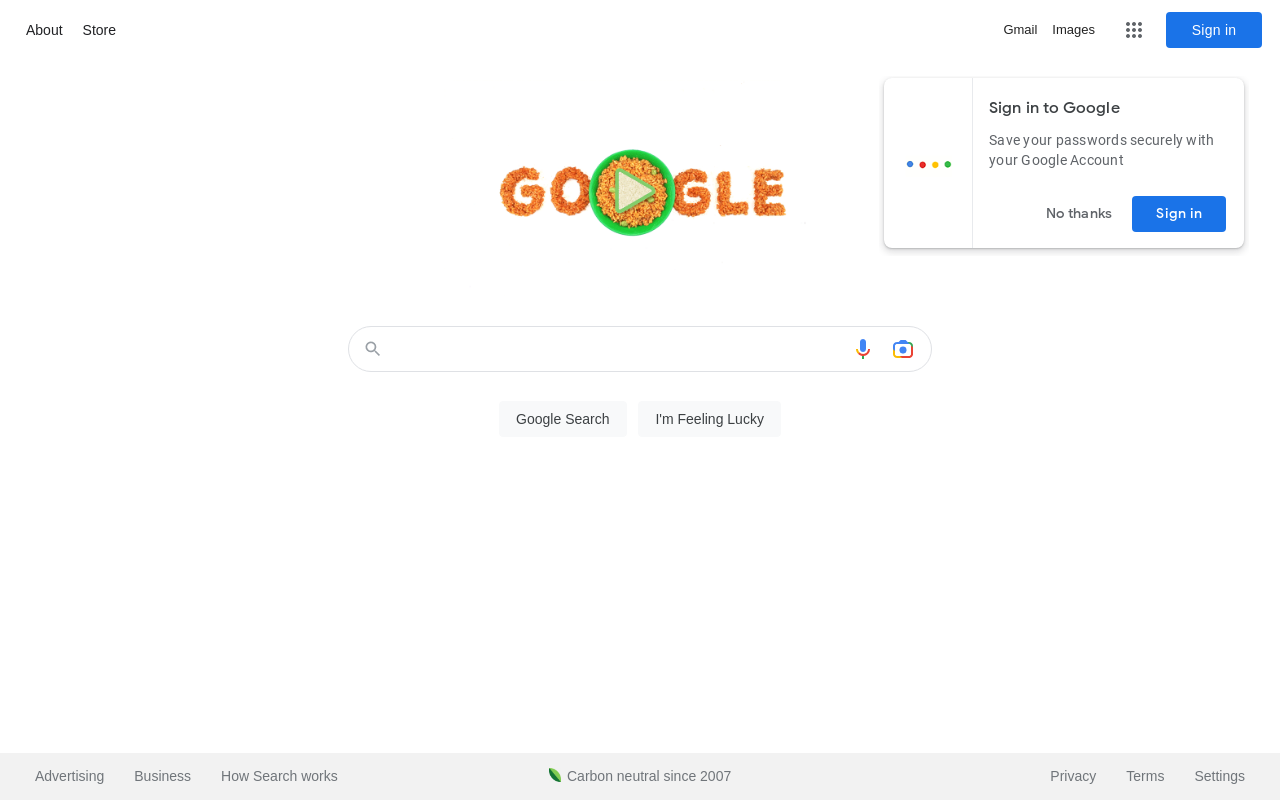 About Store
Gmail Images
Sign in
Sign in to Google
Save your passwords securely with
your Google Account
No thanks
Sign in
GOOGLE
Google Search
I'm Feeling Lucky
Advertising Business How Search works
Carbon neutral since 2007
Privacy Terms Settings